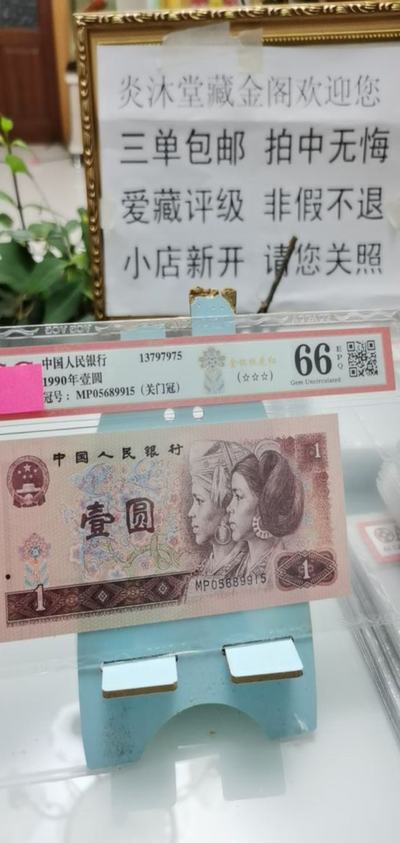 炎沐堂藏金阁欢迎您
三单包邮 拍中无悔
爱藏评级 非假不退
小店新开 请您关照
中国人民银行 13797975
1990年壹圆
冠号: MP05689915 (关门冠)
(☆☆☆)
66 EPQ
Gem Uncirculated
中国人民银行
壹圆
1
MP05689915
1
1